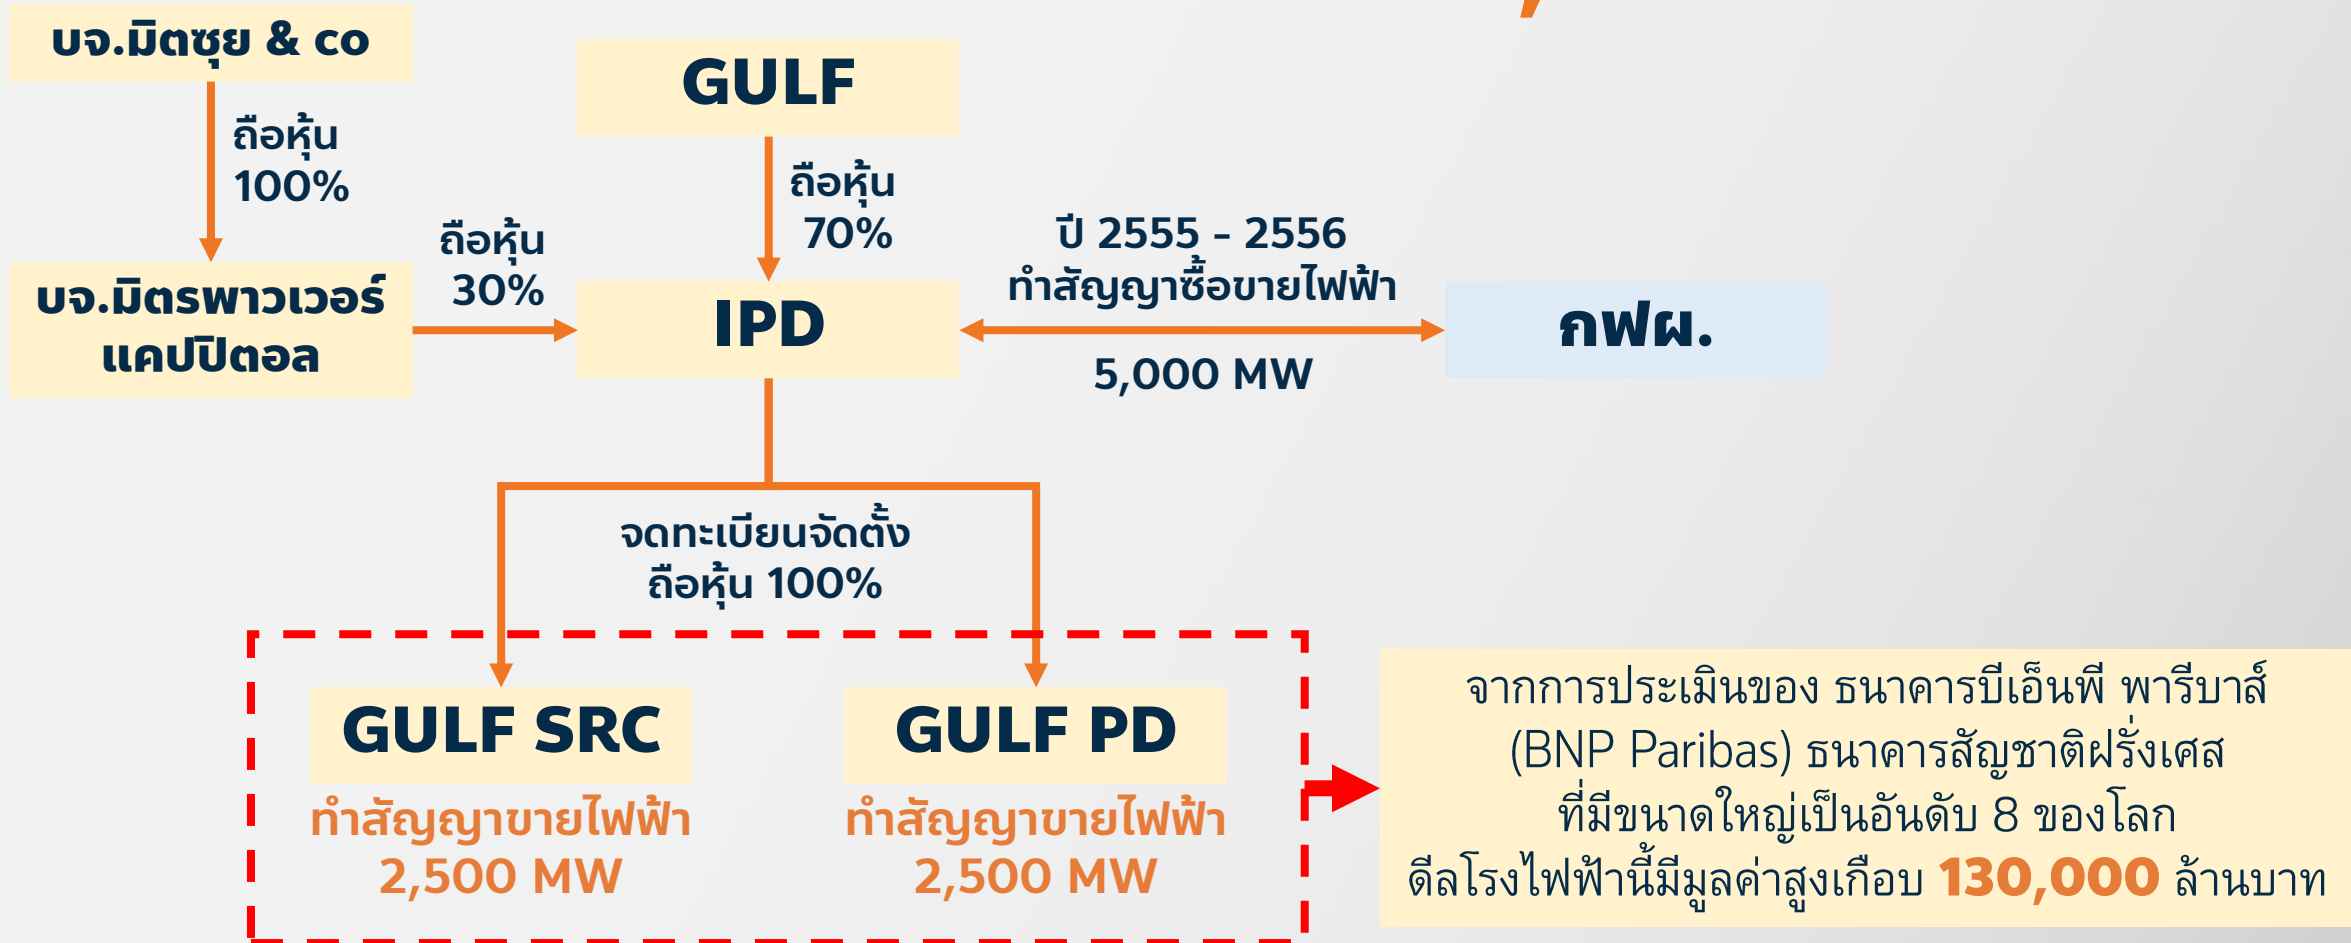 บจ.มิตซุย & co
GULF
ถือหุ้น
100%
ถือหุ้น
70%
ถือหุ้น
30%
ปี 2555 - 2556
ทำสัญญาซื้อขายไฟฟ้า
บจ.มิตรพาวเวอร์
แคปปิตอล
IPD
กฟผ.
5,000 MW
จดทะเบียนจัดตั้ง
ถือหุ้น 100%
GULF SRC
ทำสัญญาขายไฟฟ้า
2,500 MW
GULF PD
ทำสัญญาขายไฟฟ้า
2,500 MW
จากการประเมินของ ธนาคารบีเอ็นพี พารีบาส์
(BNP Paribas) ธนาคารสัญชาติฝรั่งเศส
ที่มีขนาดใหญ่เป็นอันดับ 8 ของโลก
ดีลโรงไฟฟ้านี้มีมูลค่าสูงเกือบ 130,000 ล้านบาท